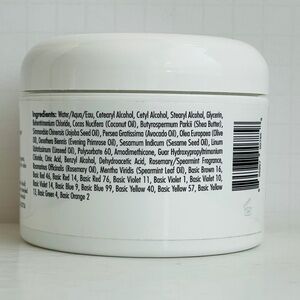 Ingredients: Water/Aqua/Eau, Cetearyl Alcohol, Cetyl Alcohol, Stearyl Alcohol, Glycerin,
Behentrimonium Chloride, Cocos Nucifera (Coconut Oil), Butyrospermum Parkii (Shea Butter),
Simmondsia Chinensis (Jojoba Seed Oil), Persea Gratissima (Avocado Oil), Olea Europaea (Olive
Oil), Oenothera Biennis (Evening Primrose Oil), Sesamum Indicum (Sesame Seed Oil), Linum
Usitatissimum (Linseed Oil), Polysorbate 60, Amodimethicone, Guar Hydroxypropyltrimonium
Chloride, Citric Acid, Benzyl Alcohol, Dehydroacetic Acid, Rosemary/Spearmint Fragrance,
Rosmarinus Officinalis (Rosemary Oil), Mentha Viridis (Spearmint Leaf Oil), Basic Brown 16,
Basic Red 14, Basic Red 76, Basic Violet 11, Basic Violet 1, Basic Violet 10,
Basic Violet 14, Basic Blue 9, Basic Blue 99, Basic Yellow 40, Basic Yellow 57, Basic Yellow
Basic Green 4, Basic Orange 2